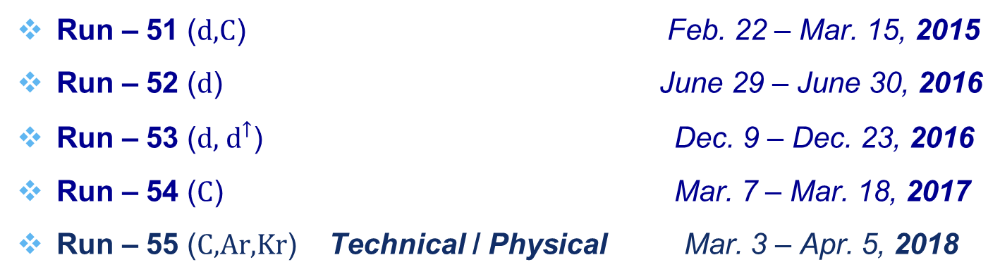 ❖ Run – 51 (d,C) Feb. 22 – Mar. 15, 2015
❖ Run – 52 (d) June 29 – June 30, 2016
❖ Run – 53 (d, d↑) Dec. 9 – Dec. 23, 2016
❖ Run – 54 (C) Mar. 7 – Mar. 18, 2017
❖ Run – 55 (C,Ar,Kr) Technical / Physical Mar. 3 – Apr. 5, 2018